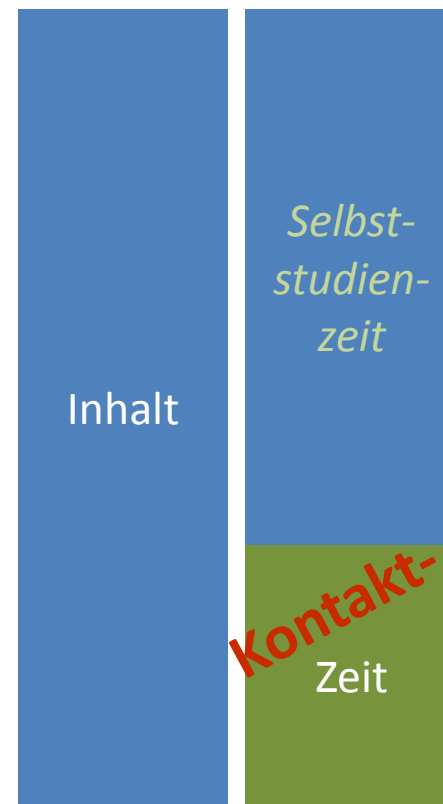 Inhalt
Selbst-
studien-
zeit
Kontakt-
Zeit